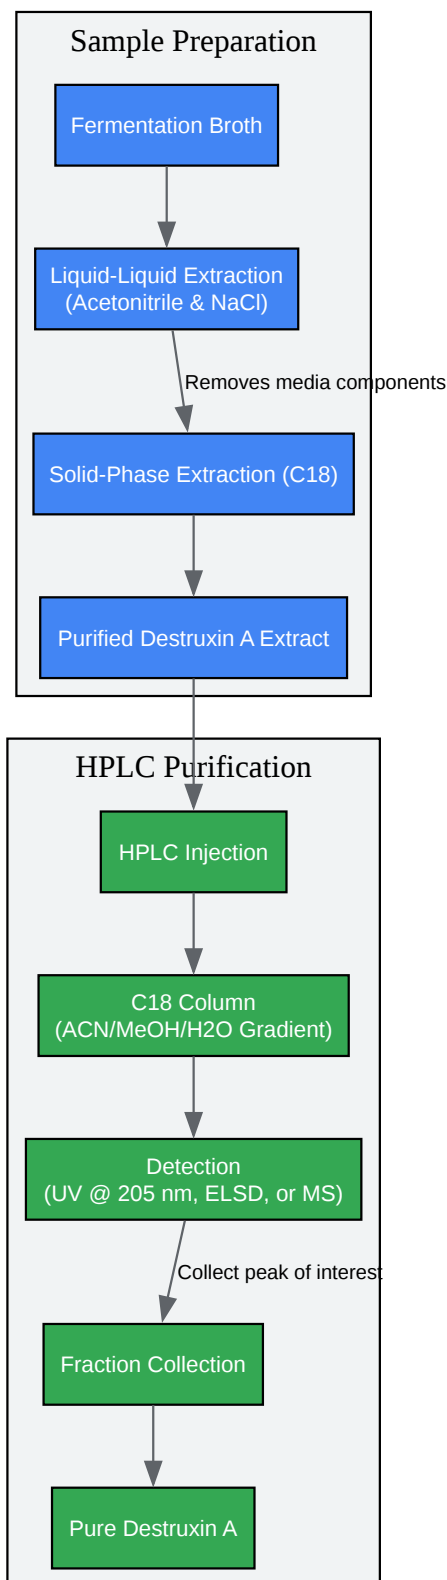 Sample Preparation
Fermentation Broth
Liquid-Liquid Extraction
(Acetonitrile & NaCl)
Removes media components
Solid-Phase Extraction (C18)
Purified Destruxin A Extract
HPLC Purification
HPLC Injection
C18 Column
(ACN/MeOH/H2O Gradient)
Detection
(UV @ 205 nm, ELSD, or MS)
Collect peak of interest
Fraction Collection
Pure Destruxin A